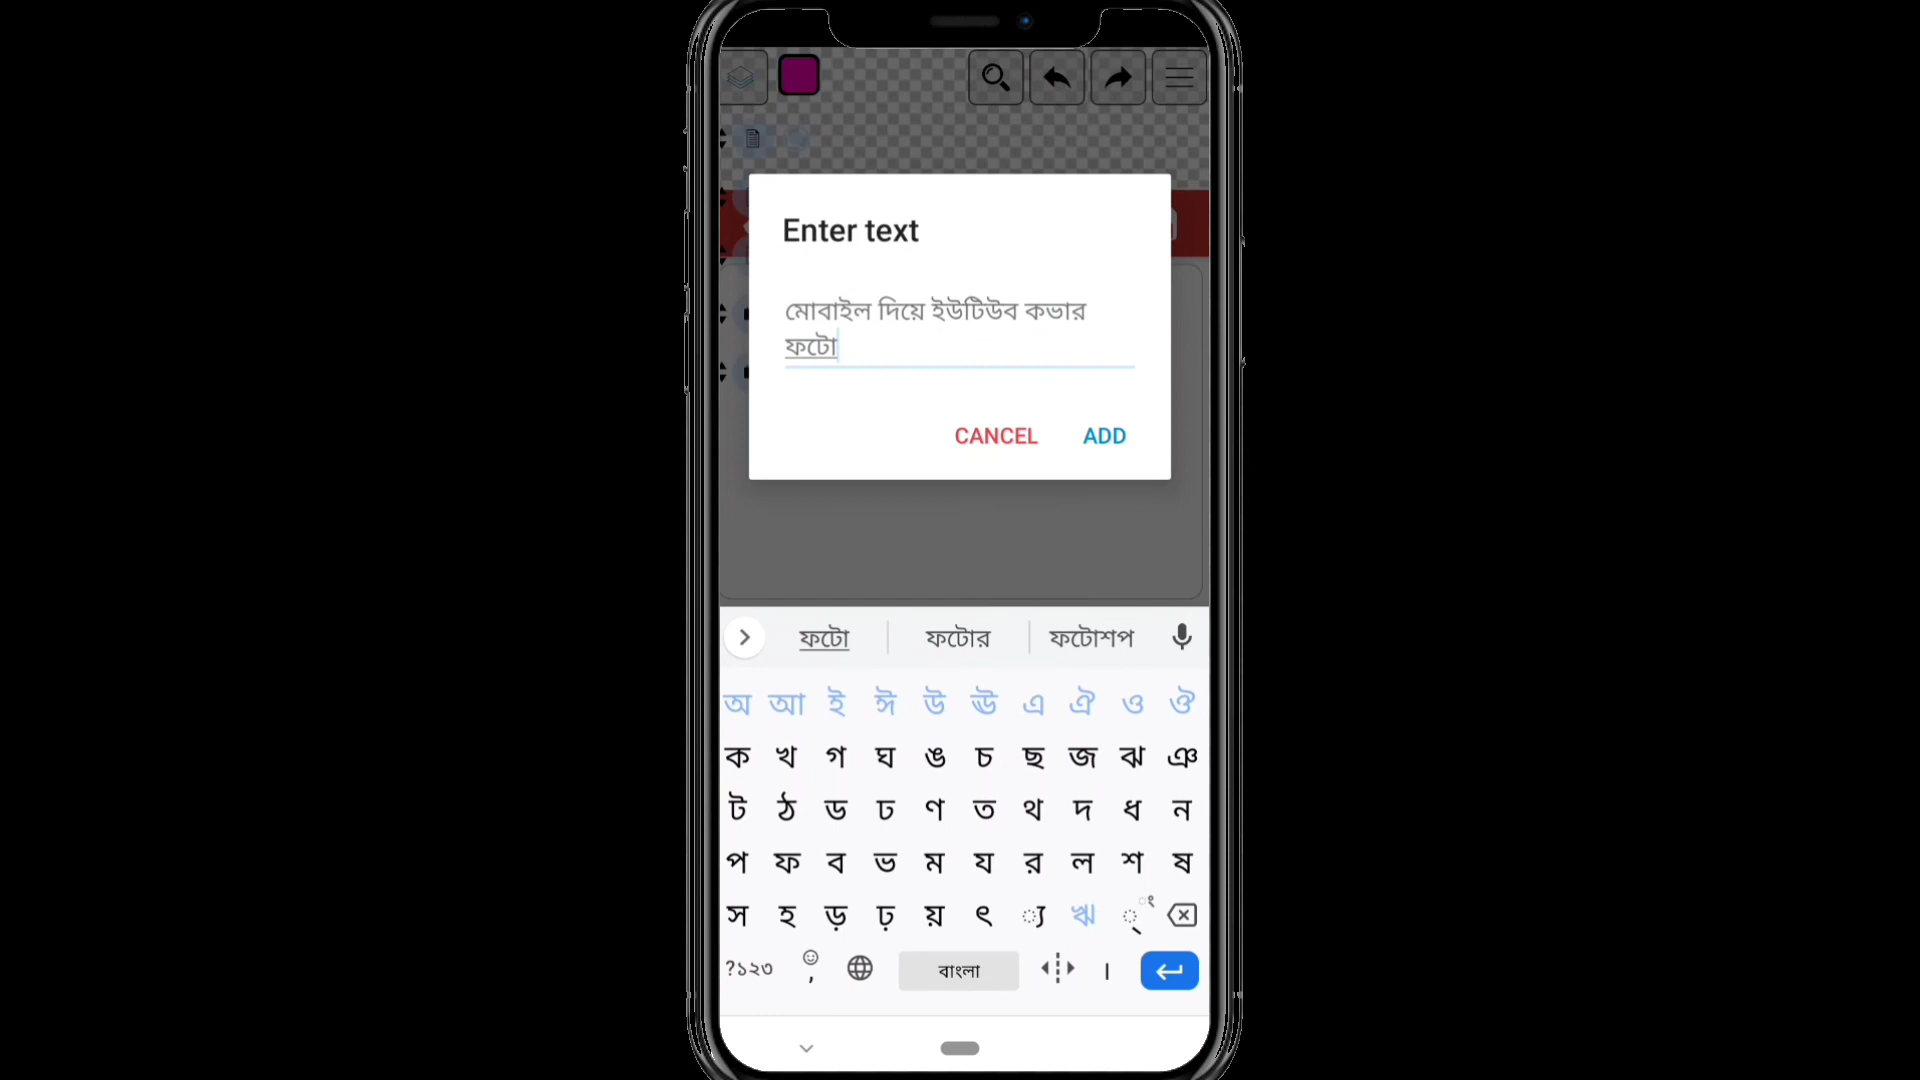 Enter text
মোবাইল দিয়ে ইউটিউব কভার
ফটো
CANCEL ADD
ফটো ফটোর ফটোশপ
অ আ ই ঈ উ ঊ এ ঐ ও ঔ
ক খ গ ঘ ঙ চ ছ জ ঝ ঞ
ট ঠ ড ঢ ণ ত থ দ ধ ন
প ফ ব ভ ম য র ল শ ষ
স হ ড় ঢ় য় ৎ ্য ঋ ্ ং
?১২৩ , বাংলা ।